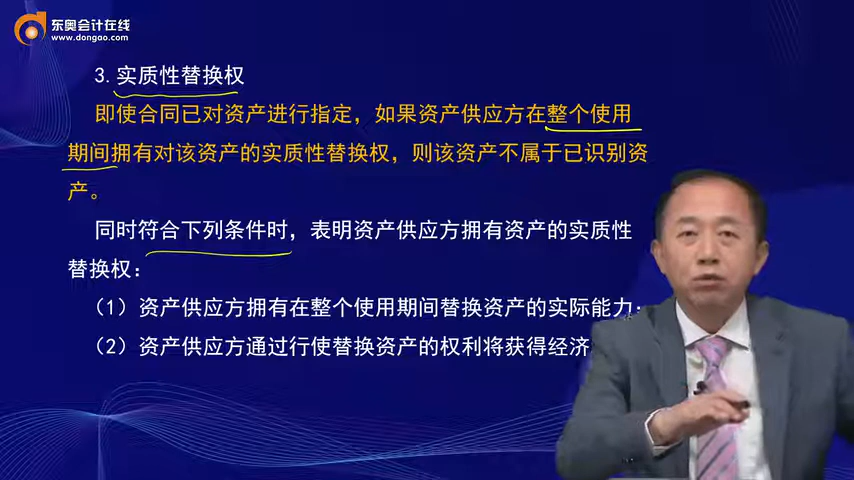 东奥会计在线
www.dongao.com
3.实质性替换权
即使合同已对资产进行指定，如果资产供应方在整个使用
期间拥有对该资产的实质性替换权，则该资产不属于已识别资
产。
同时符合下列条件时，表明资产供应方拥有资产的实质性
替换权：
（1）资产供应方拥有在整个使用期间替换资产的实际能力；
（2）资产供应方通过行使替换资产的权利将获得经济